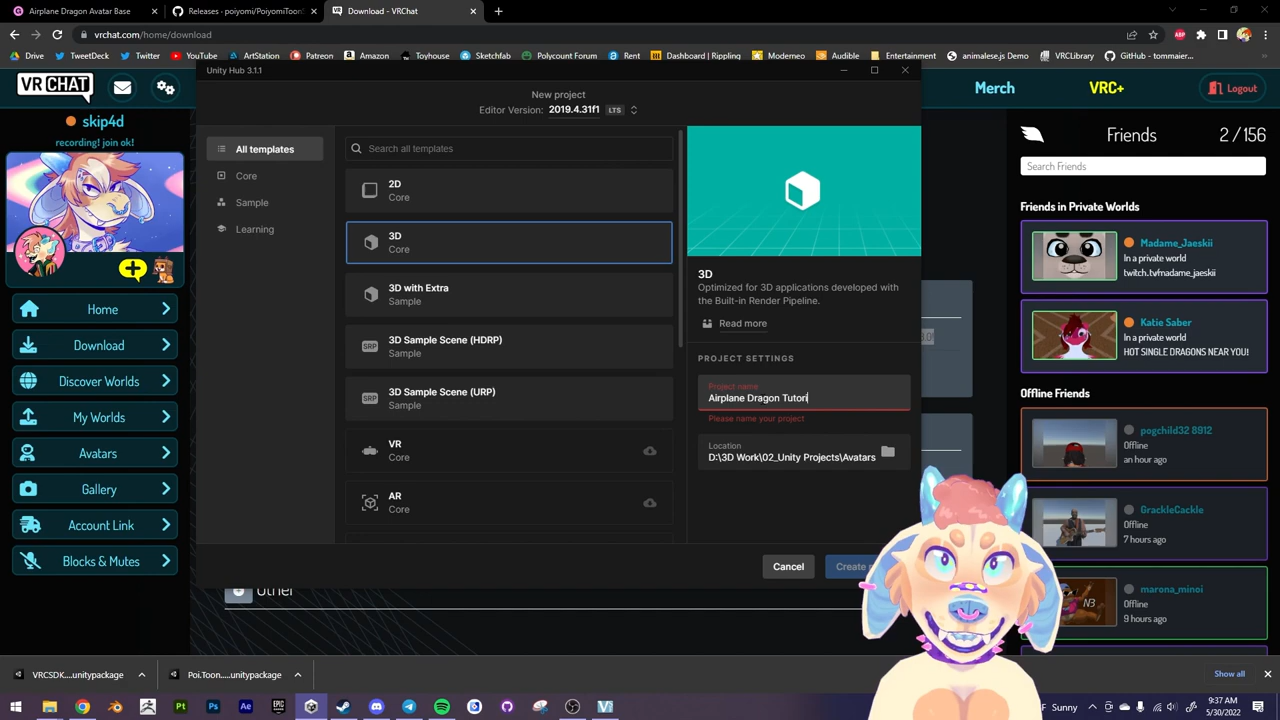 Airplane Dragon Avatar Base
Releases · poiyomi/PoiyomiToonS
Download - VRChat
vrchat.com/home/download
Drive
Tweetdeck
Twitter
YouTube
ArtStation
Patreon
Amazon
Toyhouse
Sketchfab
Polycount Forum
Rent
Dashboard | Rippling
Moderneo
Audible
Entertainment
animalese.js Demo
VRCLibrary
GitHub - tommaier...
VRCHAT
skip4d
recording! join ok!
Home
Download
Discover Worlds
My Worlds
Avatars
Gallery
Account Link
Blocks & Mutes
Unity Hub 3.1.1
New project
Editor Version: 2019.4.31f1 LTS
All templates
Core
Sample
Learning
Search all templates
2D
Core
3D
Core
3D with Extra
Sample
SRP
3D Sample Scene (HDRP)
Sample
SRP
3D Sample Scene (URP)
Sample
VR
Core
AR
Core
3D
Optimized for 3D applications developed with
the Built-in Render Pipeline.
Read more
PROJECT SETTINGS
Project name
Airplane Dragon Tutori
Please name your project
Location
D:\3D Work\02_Unity Projects\Avatars
Cancel
Create
Other
Merch
VRC+
Logout
Friends
2 / 156
Search Friends
Friends in Private Worlds
Madame_Jaeskii
In a private world
twitch.tv/madame_jaeskii
Katie Saber
In a private world
HOT SINGLE DRAGONS NEAR YOU!
Offline Friends
pogchild32 8912
Offline
an hour ago
GrackleCackle
Offline
7 hours ago
marona_minoi
Offline
9 hours ago
VRCSDK....unitypackage
Poi.Toon.....unitypackage
Show all
F Sunny
9:37 AM
5/30/2022